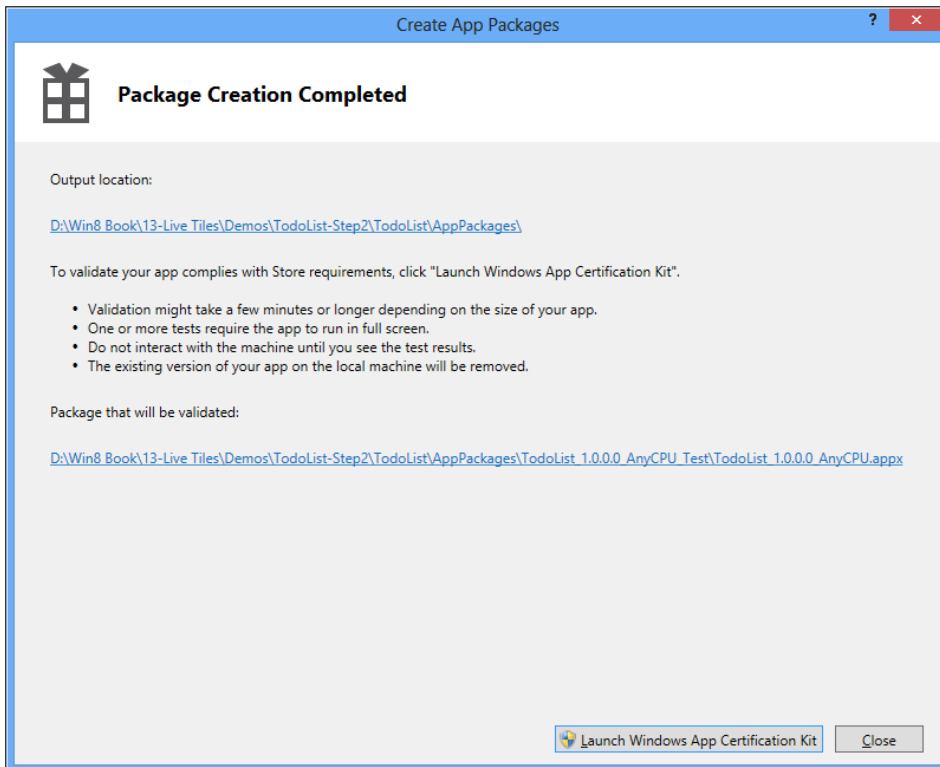 Create App Packages
?
Package Creation Completed
Output location:
D:\Win8 Book\13-Live Tiles\Demos\TodoList-Step2\TodoList\AppPackages\
To validate your app complies with Store requirements, click "Launch Windows App Certification Kit".
• Validation might take a few minutes or longer depending on the size of your app.
• One or more tests require the app to run in full screen.
• Do not interact with the machine until you see the test results.
• The existing version of your app on the local machine will be removed.
Package that will be validated:
D:\Win8 Book\13-Live Tiles\Demos\TodoList-Step2\TodoList\AppPackages\TodoList_1.0.0.0_AnyCPU_Test\TodoList_1.0.0.0_AnyCPU.appx
Launch Windows App Certification Kit
Close